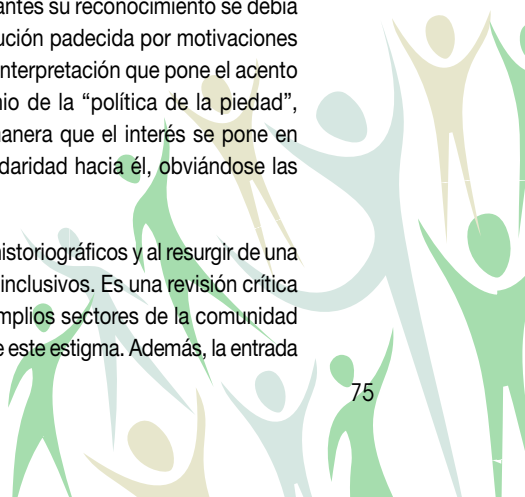 antes su reconocimiento se debía
ución padecida por motivaciones
nterpretación que pone el acento
nio de la “política de la piedad”,
anera que el interés se pone en
daridad hacia él, obviándose las
istoriográficos y al resurgir de una
inclusivos. Es una revisión crítica
mplios sectores de la comunidad
e este estigma. Además, la entrada
75